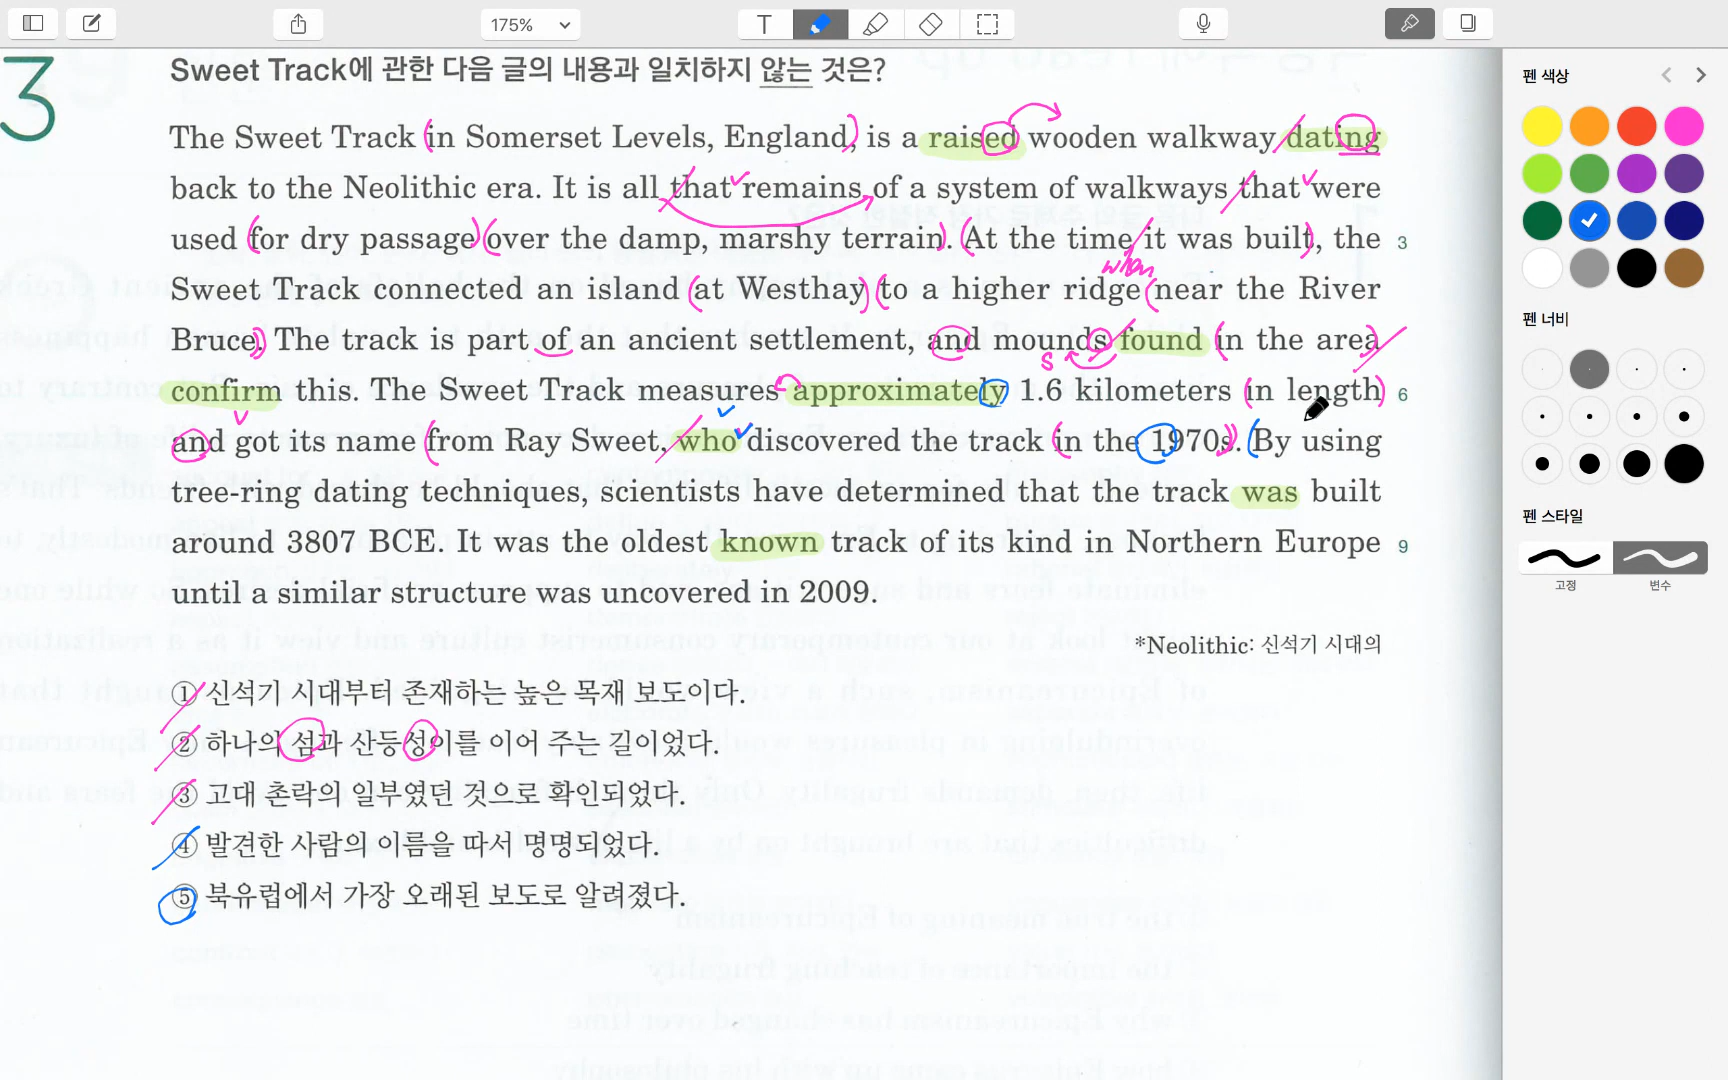 175%
T
3
Sweet Track에 관한 다음 글의 내용과 일치하지 않는 것은?
The Sweet Track in Somerset Levels, England, is a raised wooden walkway dating
back to the Neolithic era. It is all that remains of a system of walkways that were
used for dry passage over the damp, marshy terrain. At the time it was built, the 3
when
Sweet Track connected an island at Westhay to a higher ridge near the River
Bruce. The track is part of an ancient settlement, and mounds found in the area
S
confirm this. The Sweet Track measures approximately 1.6 kilometers in length 6
and got its name from Ray Sweet, who discovered the track in the 1970s. By using
tree-ring dating techniques, scientists have determined that the track was built
around 3807 BCE. It was the oldest known track of its kind in Northern Europe 9
until a similar structure was uncovered in 2009.
*Neolithic: 신석기 시대의
① 신석기 시대부터 존재하는 높은 목재 보도이다.
② 하나의 섬과 산등성이를 이어 주는 길이었다.
③ 고대 촌락의 일부였던 것으로 확인되었다.
④ 발견한 사람의 이름을 따서 명명되었다.
⑤ 북유럽에서 가장 오래된 보도로 알려졌다.
펜 색상
펜 너비
펜 스타일
고정 변수